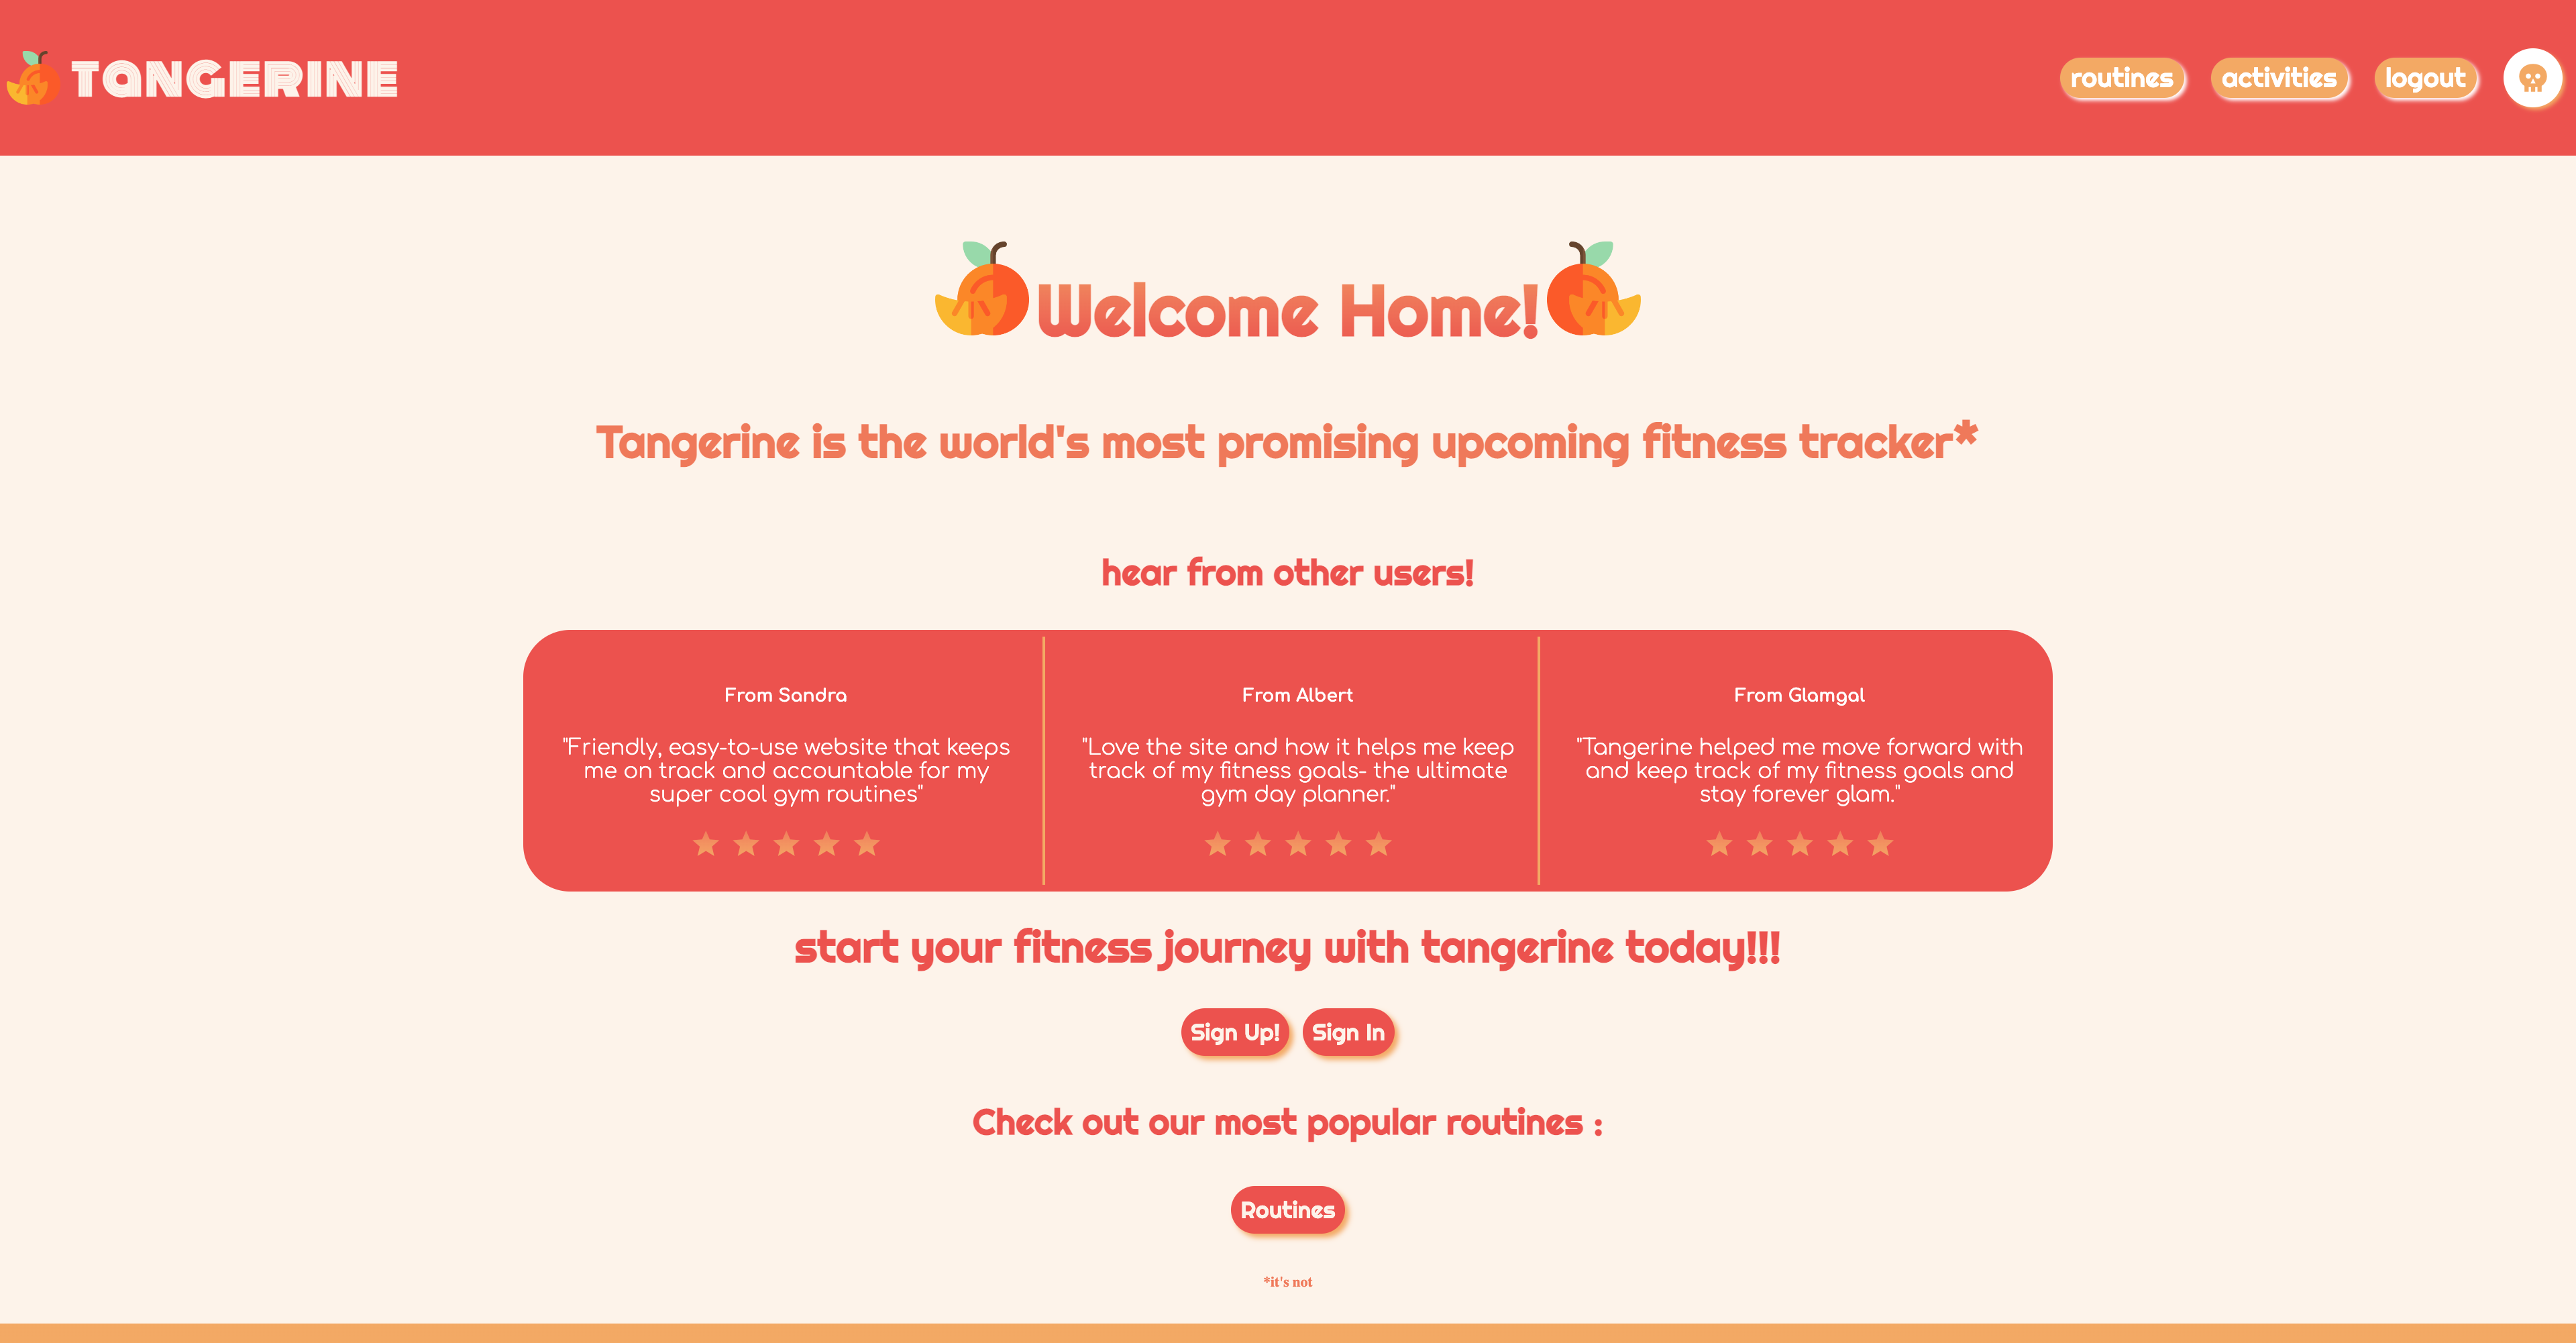 TANGERINE
routines
activities
logout
Welcome Home!
Tangerine is the world's most promising upcoming fitness tracker*
hear from other users!
From Sandra
"Friendly, easy-to-use website that keeps
me on track and accountable for my
super cool gym routines"
From Albert
"Love the site and how it helps me keep
track of my fitness goals- the ultimate
gym day planner."
From Glamgal
"Tangerine helped me move forward with
and keep track of my fitness goals and
stay forever glam."
start your fitness journey with tangerine today!!!
Sign Up!
Sign In
Check out our most popular routines :
Routines
*it's not